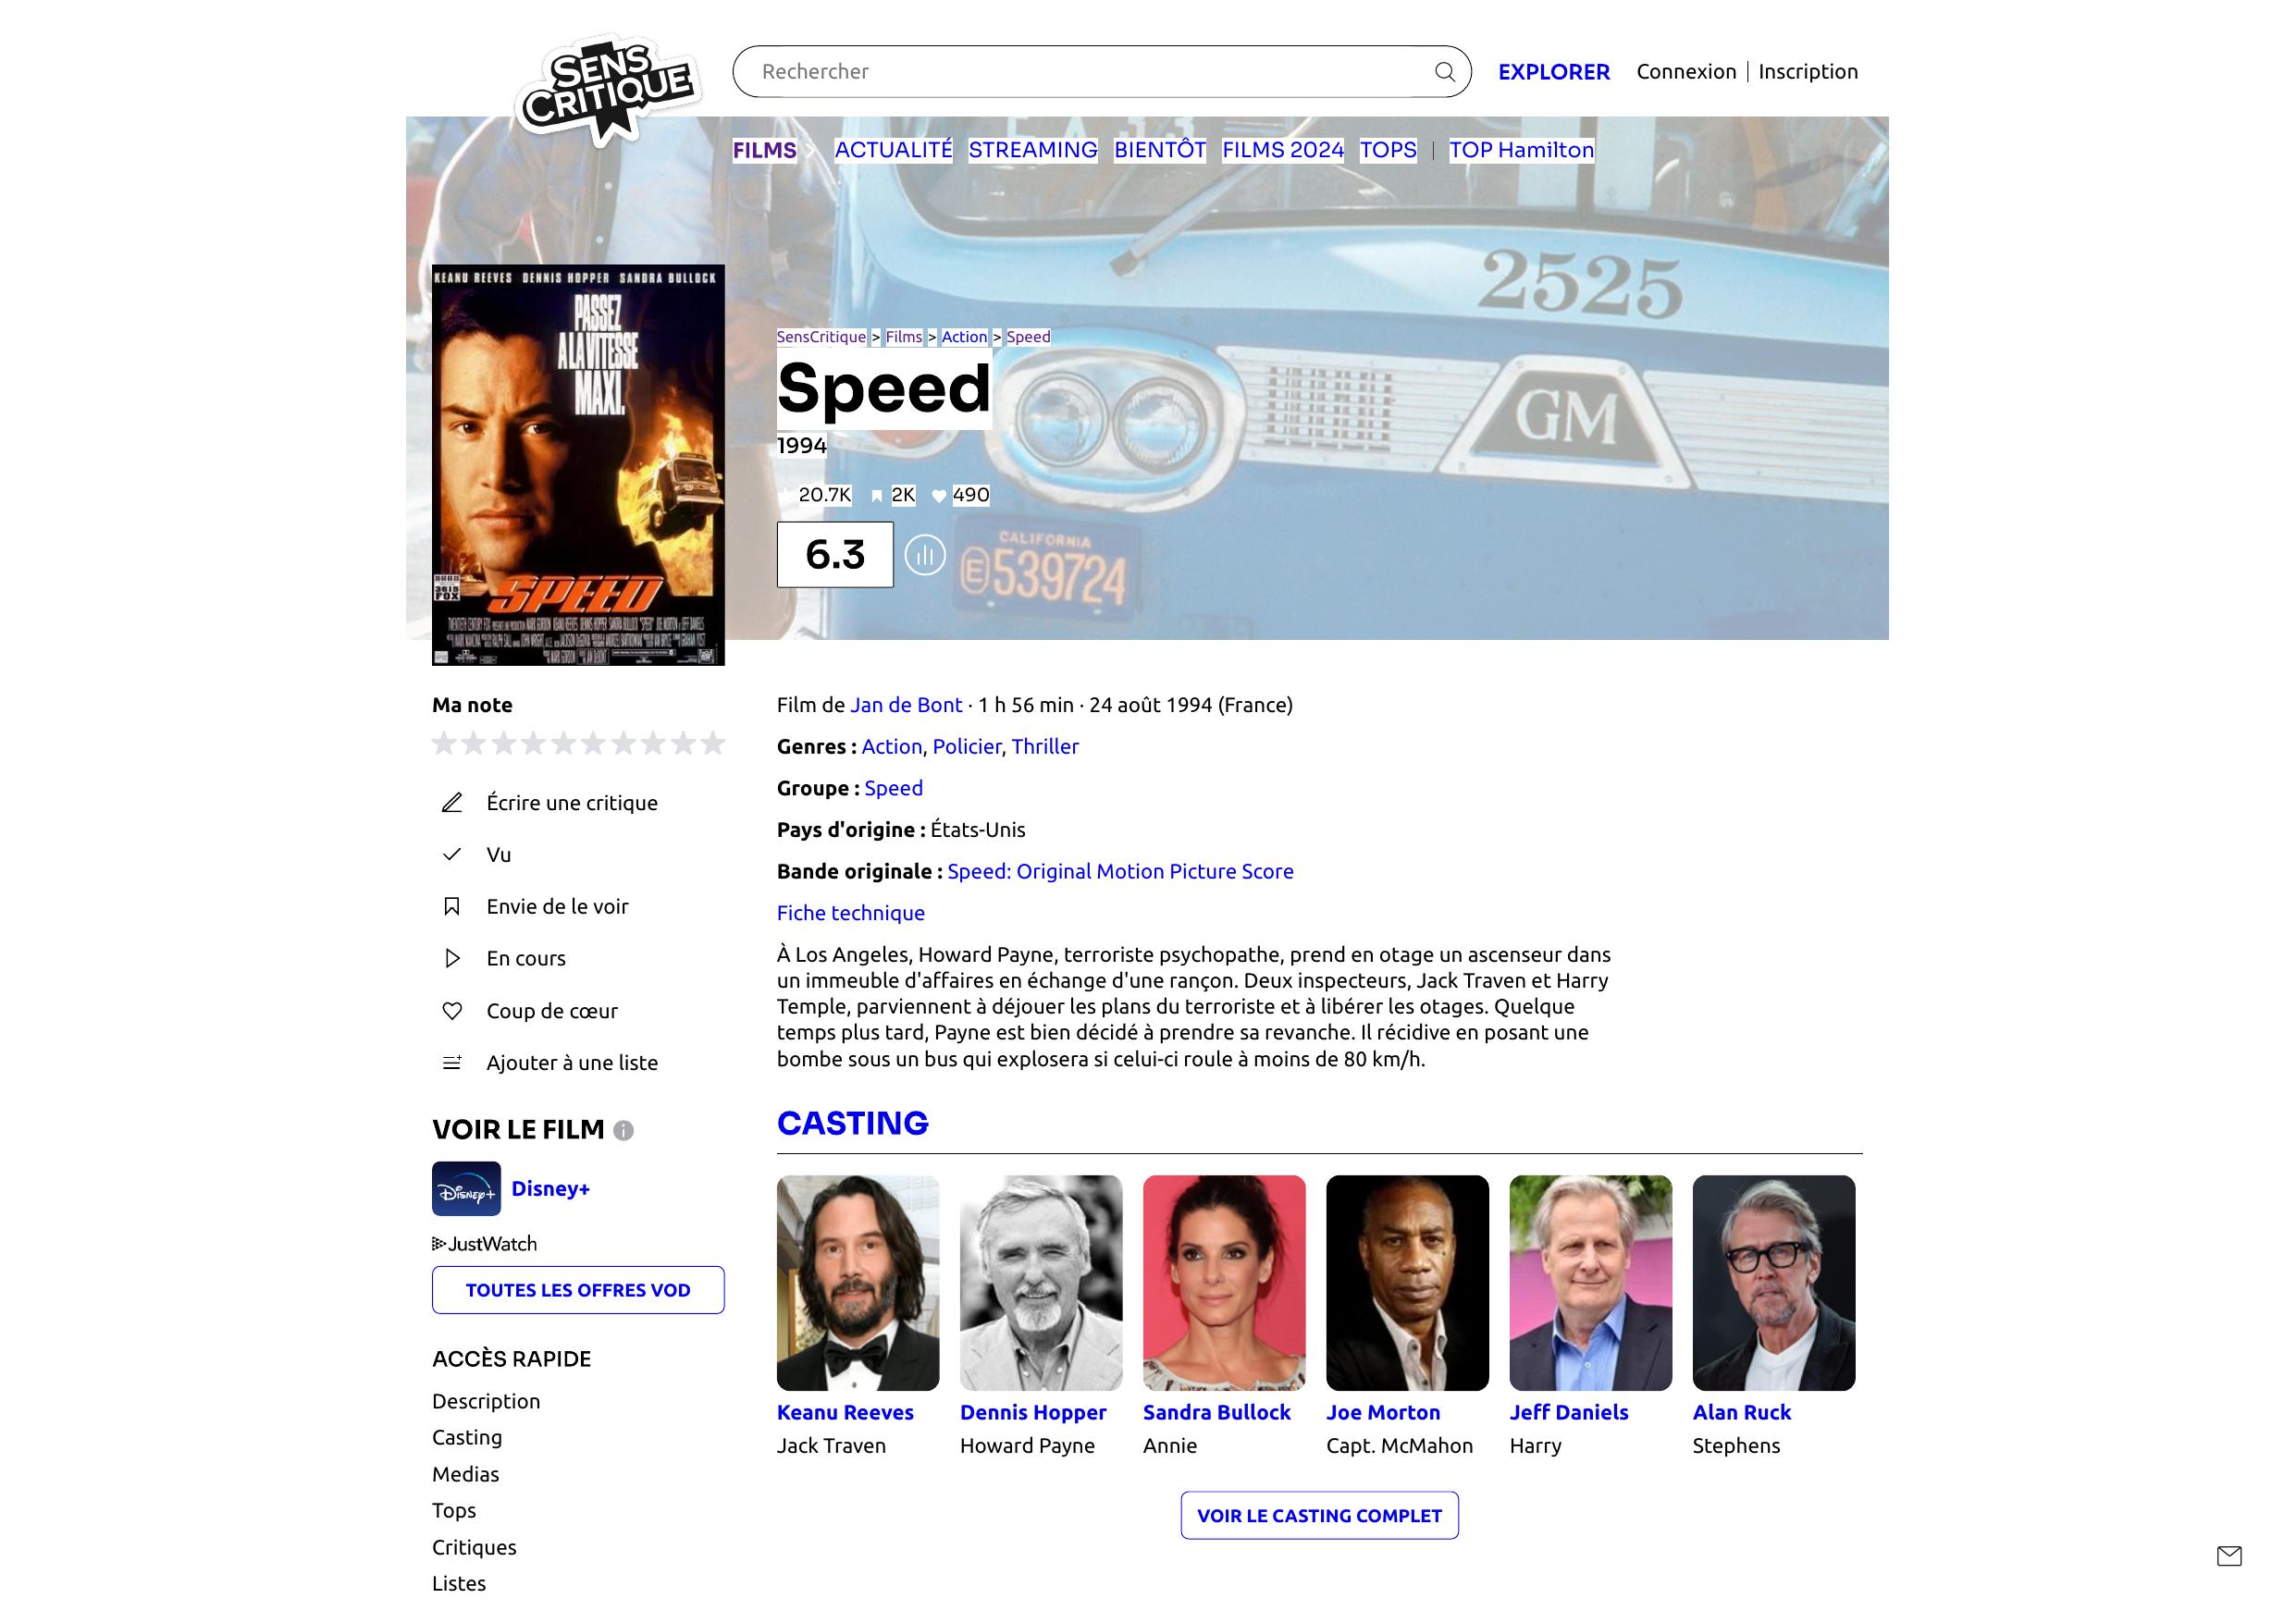 SENS
CRITIQUE
Rechercher
EXPLORER
Connexion | Inscription
FILMS ACTUALITÉ STREAMING BIENTÔT FILMS 2024 TOPS | TOP Hamilton
2525
GM
CALIFORNIA
E 539724
KEANU REEVES DENNIS HOPPER SANDRA BULLOCK
PASSEZ
A LA VITESSE
MAXI.
3615
FOX
SPEED
SensCritique > Films > Action > Speed
Speed
1994
20.7K 2K 490
6.3
Ma note
Écrire une critique
Vu
Envie de le voir
En cours
Coup de cœur
Ajouter à une liste
VOIR LE FILM
Disney+
Disney+
JustWatch
TOUTES LES OFFRES VOD
ACCÈS RAPIDE
Description
Casting
Medias
Tops
Critiques
Listes
Film de Jan de Bont · 1 h 56 min · 24 août 1994 (France)
Genres : Action, Policier, Thriller
Groupe : Speed
Pays d'origine : États-Unis
Bande originale : Speed: Original Motion Picture Score
Fiche technique
À Los Angeles, Howard Payne, terroriste psychopathe, prend en otage un ascenseur dans
un immeuble d'affaires en échange d'une rançon. Deux inspecteurs, Jack Traven et Harry
Temple, parviennent à déjouer les plans du terroriste et à libérer les otages. Quelque
temps plus tard, Payne est bien décidé à prendre sa revanche. Il récidive en posant une
bombe sous un bus qui explosera si celui-ci roule à moins de 80 km/h.
CASTING
Keanu Reeves Dennis Hopper Sandra Bullock Joe Morton Jeff Daniels Alan Ruck
Jack Traven Howard Payne Annie Capt. McMahon Harry Stephens
VOIR LE CASTING COMPLET